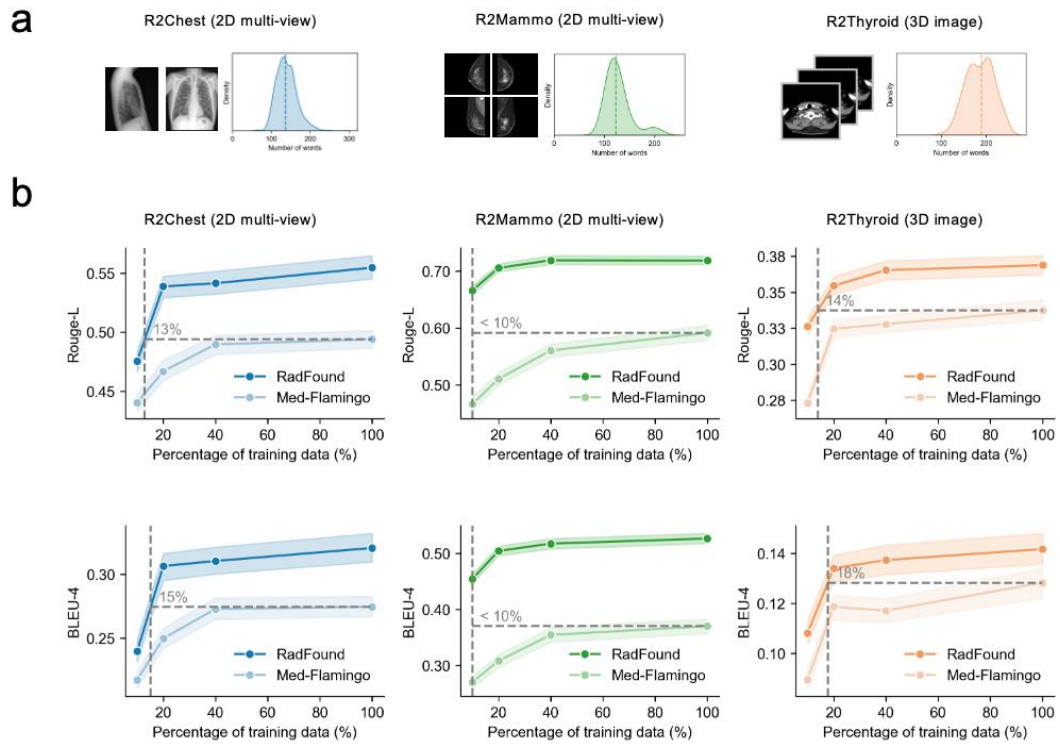 a
R2Chest (2D multi-view)
R2Mammo (2D multi-view)
R2Thyroid (3D image)
Density
100
200
300
Number of words
Density
0
100
200
Number of words
Density
0
100
200
Number of words
b
R2Chest (2D multi-view)
R2Mammo (2D multi-view)
R2Thyroid (3D image)
Rouge-L
0.55
0.50
0.45
13%
RadFound
Med-Flamingo
20 40 60 80 100
Percentage of training data (%)
Rouge-L
0.70
0.60
0.50
< 10%
RadFound
Med-Flamingo
20 40 60 80 100
Percentage of training data (%)
Rouge-L
0.38
0.35
0.33
0.30
0.28
14%
RadFound
Med-Flamingo
20 40 60 80 100
Percentage of training data (%)
BLEU-4
0.30
0.25
15%
RadFound
Med-Flamingo
20 40 60 80 100
Percentage of training data (%)
BLEU-4
0.50
0.40
0.30
< 10%
RadFound
Med-Flamingo
20 40 60 80 100
Percentage of training data (%)
BLEU-4
0.14
0.12
0.10
18%
RadFound
Med-Flamingo
20 40 60 80 100
Percentage of training data (%)